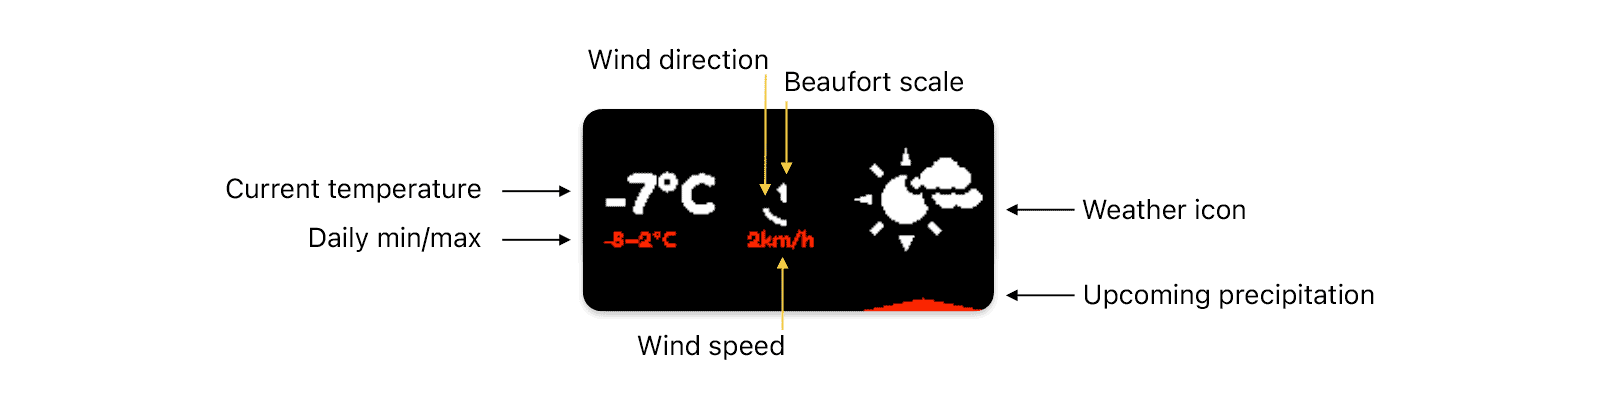 Wind direction
Beaufort scale
Current temperature
-7°C
1
Weather icon
Daily min/max
-8–-2°C
2km/h
Upcoming precipitation
Wind speed